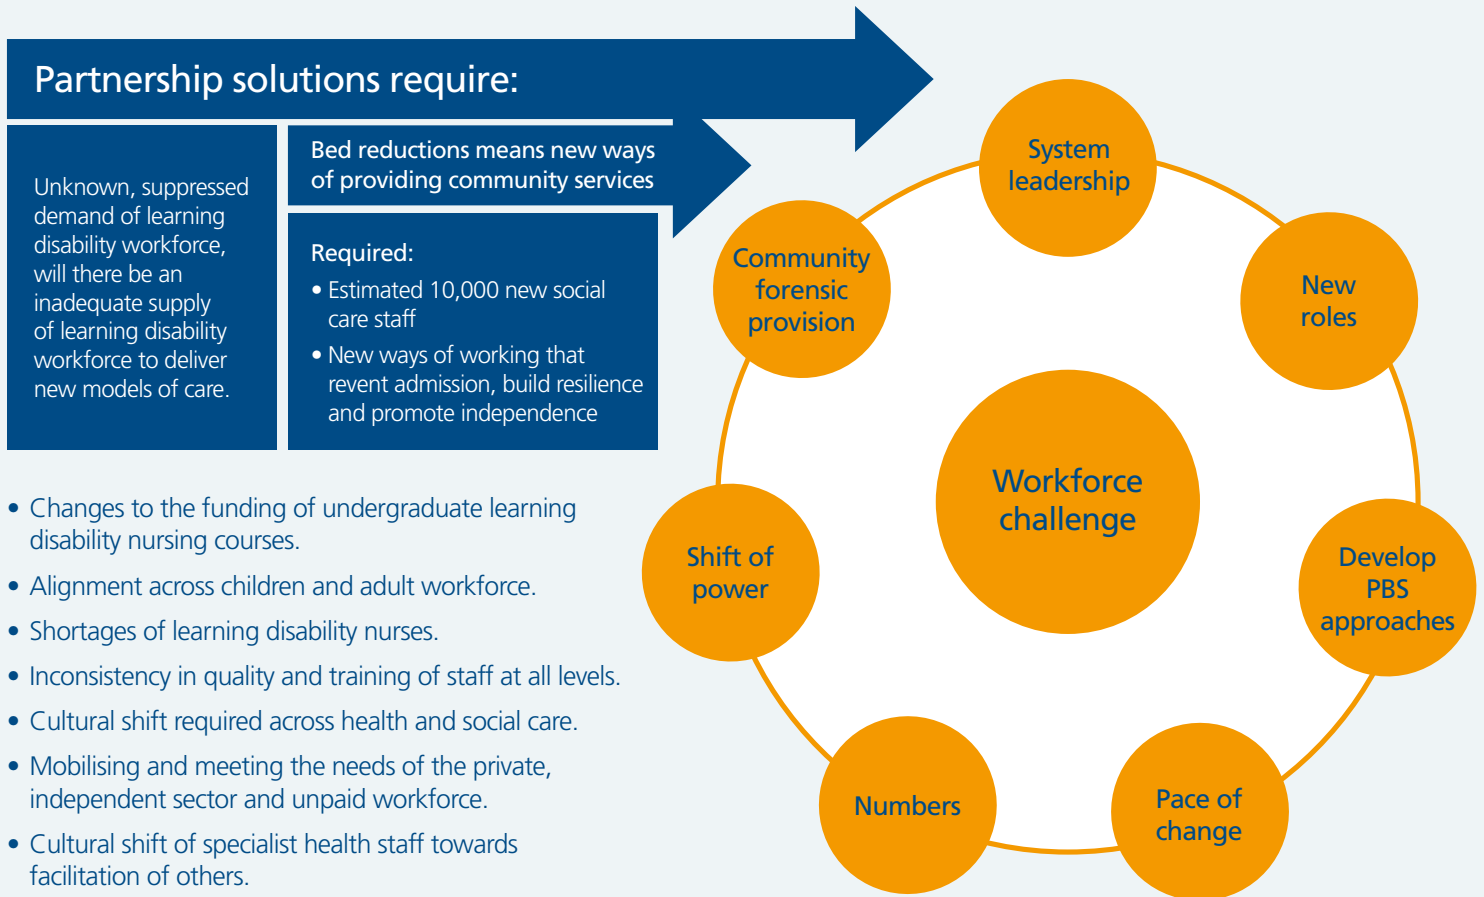 Partnership solutions require:
Unknown, suppressed
demand of learning
disability workforce,
will there be an
inadequate supply
of learning disability
workforce to deliver
new models of care.
Bed reductions means new ways
of providing community services
Required:
• Estimated 10,000 new social
care staff
• New ways of working that
revent admission, build resilience
and promote independence
• Changes to the funding of undergraduate learning
disability nursing courses.
• Alignment across children and adult workforce.
• Shortages of learning disability nurses.
• Inconsistency in quality and training of staff at all levels.
• Cultural shift required across health and social care.
• Mobilising and meeting the needs of the private,
independent sector and unpaid workforce.
• Cultural shift of specialist health staff towards
facilitation of others.
Workforce
challenge
System
leadership
New
roles
Develop
PBS
approaches
Pace of
change
Numbers
Shift of
power
Community
forensic
provision